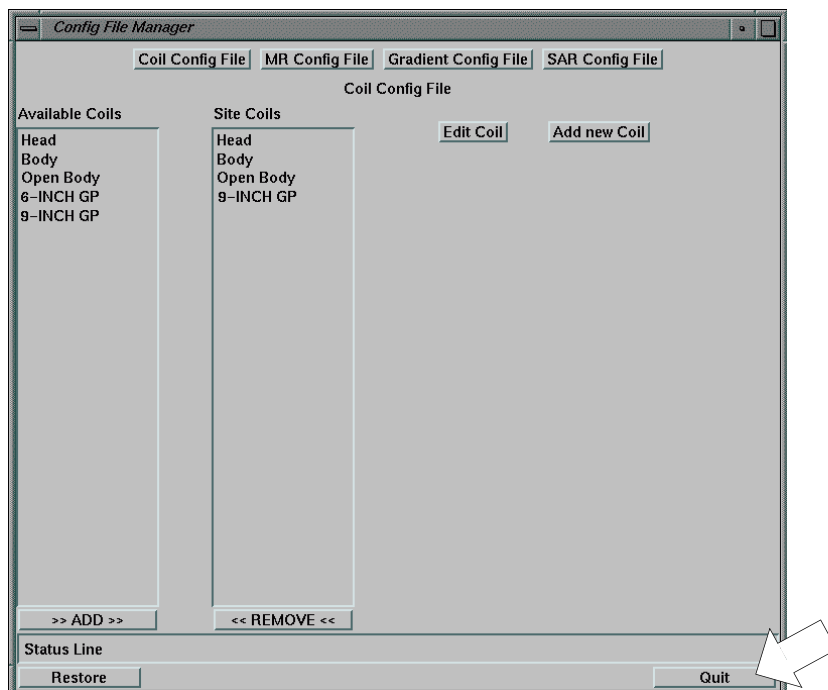 Config File Manager
Coil Config File MR Config File Gradient Config File SAR Config File
Coil Config File
Available Coils
Head
Body
Open Body
6-INCH GP
9-INCH GP
>> ADD >>
Site Coils
Head
Body
Open Body
9-INCH GP
<< REMOVE <<
Edit Coil Add new Coil
Status Line
Restore Quit